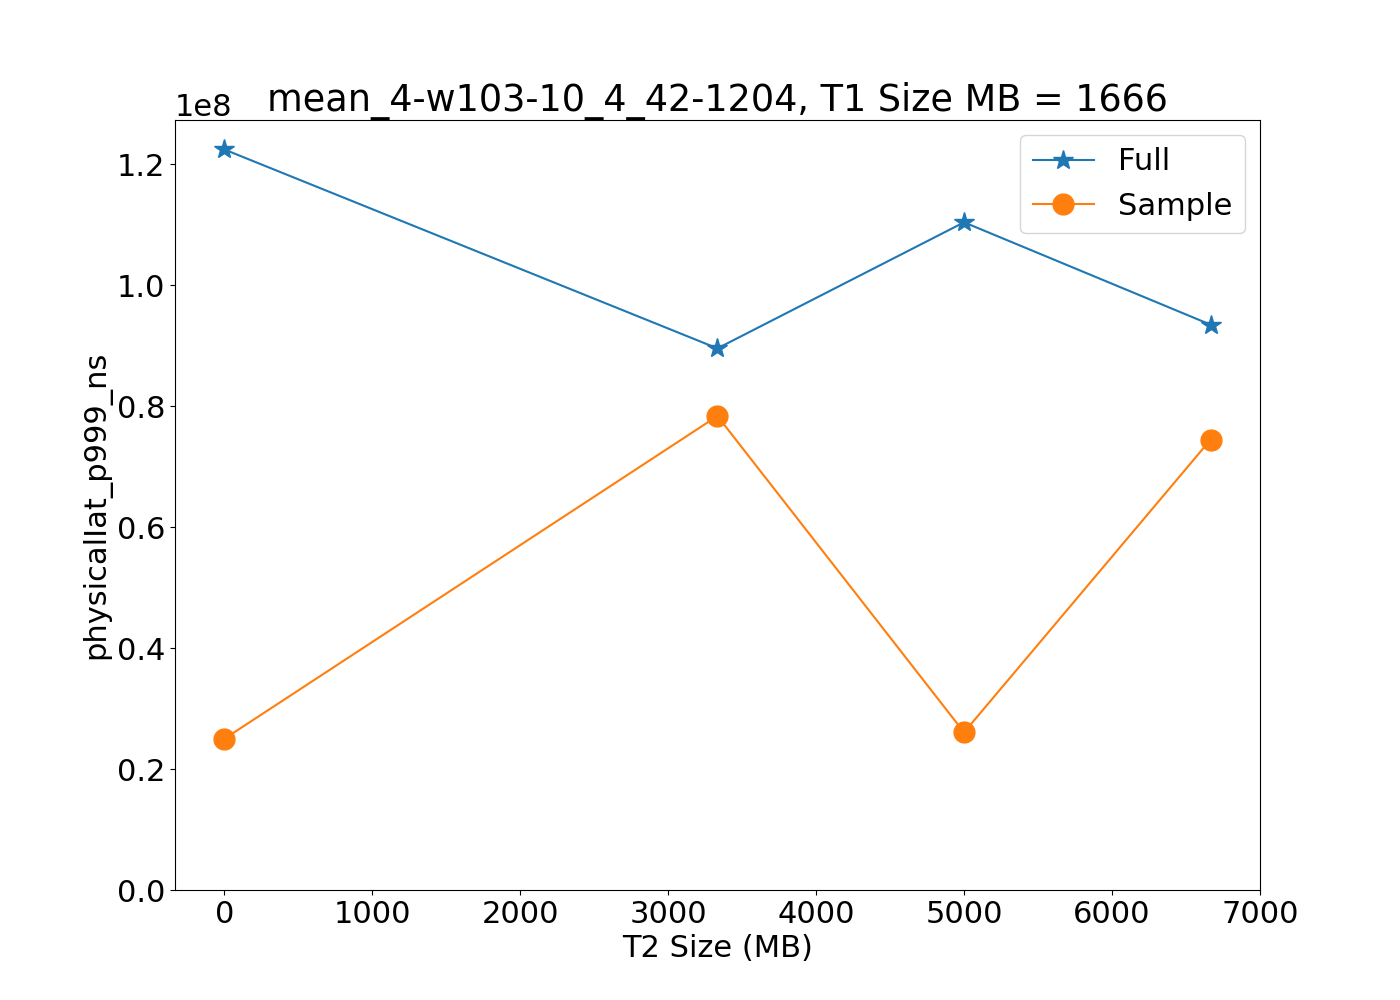 1e8
mean_4-w103-10_4_42-1204, T1 Size MB = 1666
Full
Sample
1.2
1.0
0.8
0.6
0.4
0.2
0.0
physicallat_p999_ns
0 1000 2000 3000 4000 5000 6000 7000
T2 Size (MB)